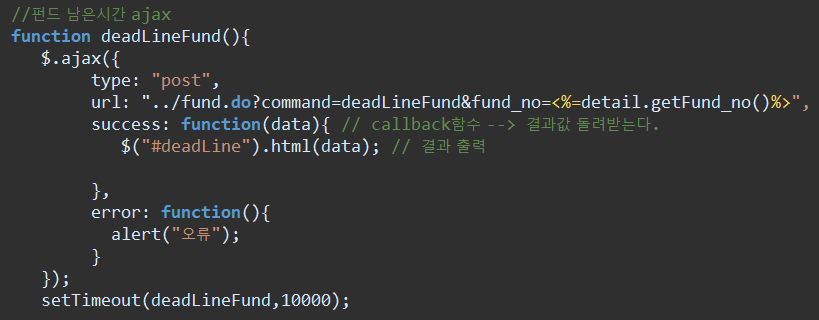 //펀드 남은시간 ajax
function deadLineFund(){
   $.ajax({
        type: "post",
        url: "../fund.do?command=deadLineFund&fund_no=<%=detail.getFund_no()%>",
        success: function(data){ // callback함수 --> 결과값 돌려받는다.
           $("#deadLine").html(data); // 결과 출력
        },
        error: function(){
          alert("오류");
        }
   });
   setTimeout(deadLineFund,10000);